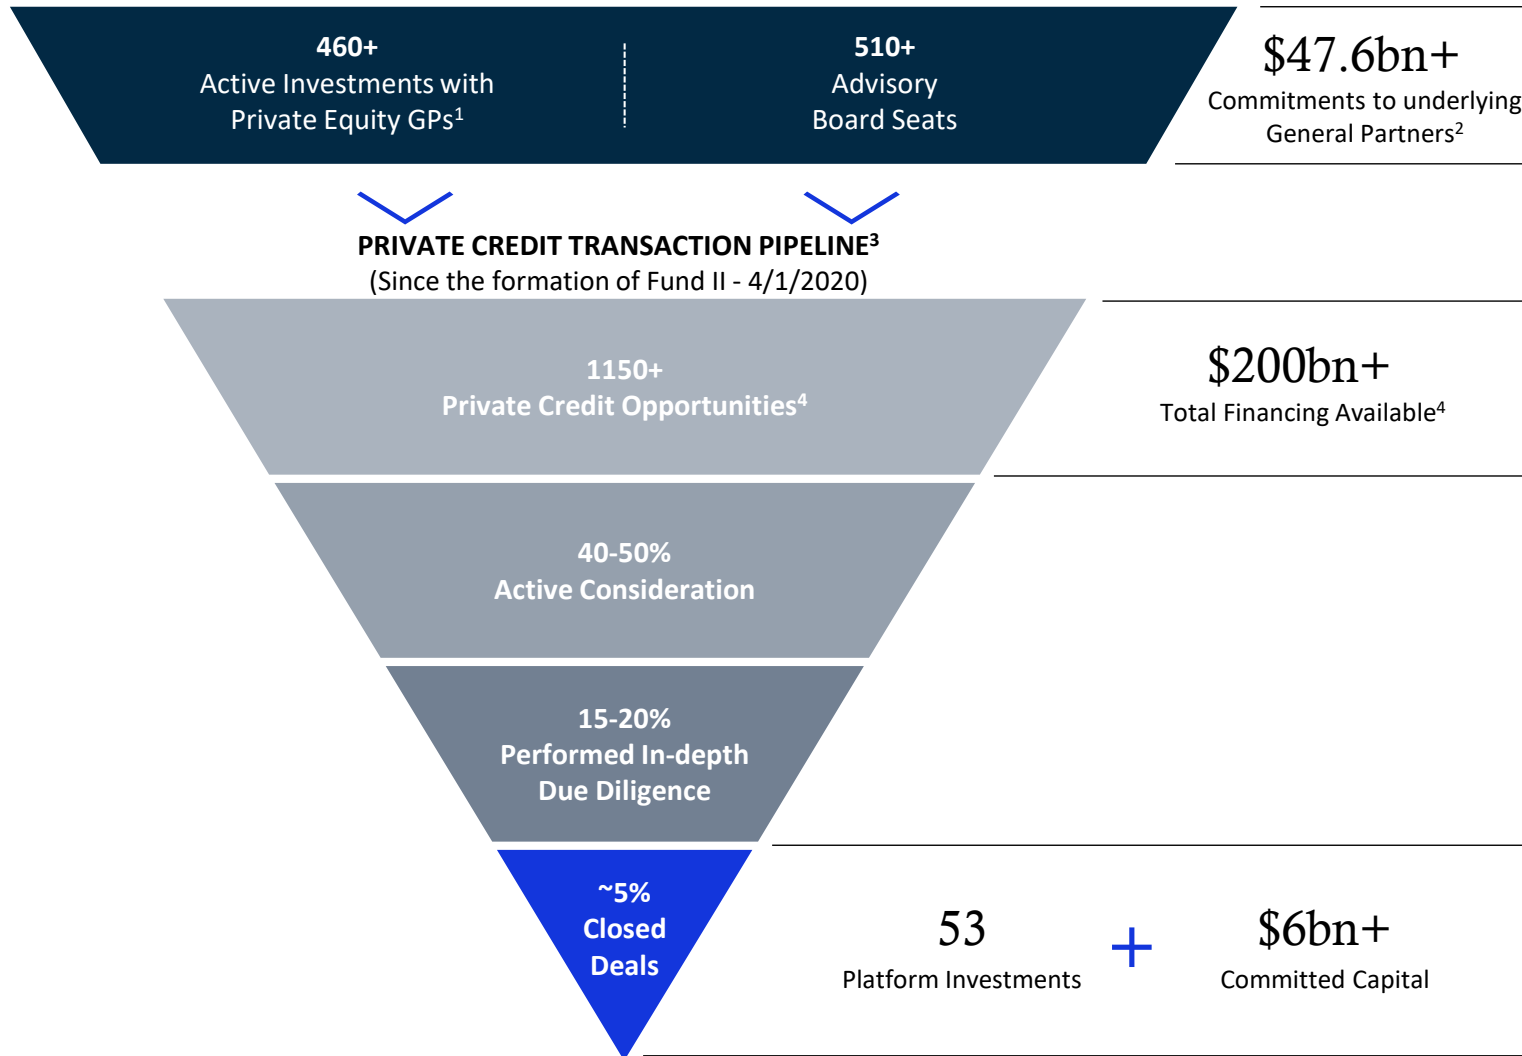 460+
Active Investments with
Private Equity GPs¹
510+
Advisory
Board Seats
$47.6bn+
Commitments to underlying
General Partners²
PRIVATE CREDIT TRANSACTION PIPELINE³
(Since the formation of Fund II - 4/1/2020)
1150+
Private Credit Opportunities⁴
$200bn+
Total Financing Available⁴
40-50%
Active Consideration
15-20%
Performed In-depth
Due Diligence
~5%
Closed
Deals
53
Platform Investments
+
$6bn+
Committed Capital